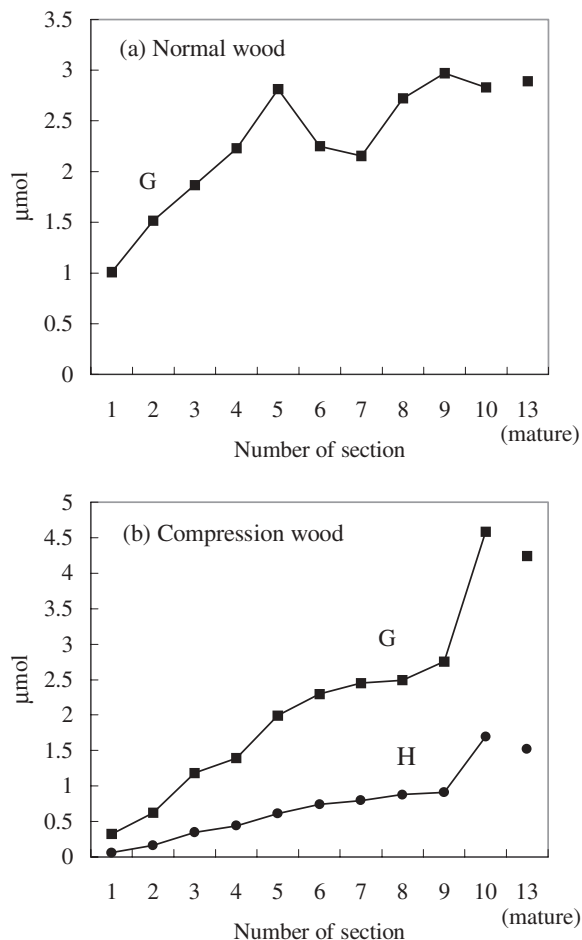 (a) Normal wood
3.5
3
2.5
2
1.5
1
0.5
0
µmol
G
1 2 3 4 5 6 7 8 9 10 13
(mature)
Number of section
(b) Compression wood
5
4.5
4
3.5
3
2.5
2
1.5
1
0.5
0
µmol
G
H
1 2 3 4 5 6 7 8 9 10 13
(mature)
Number of section